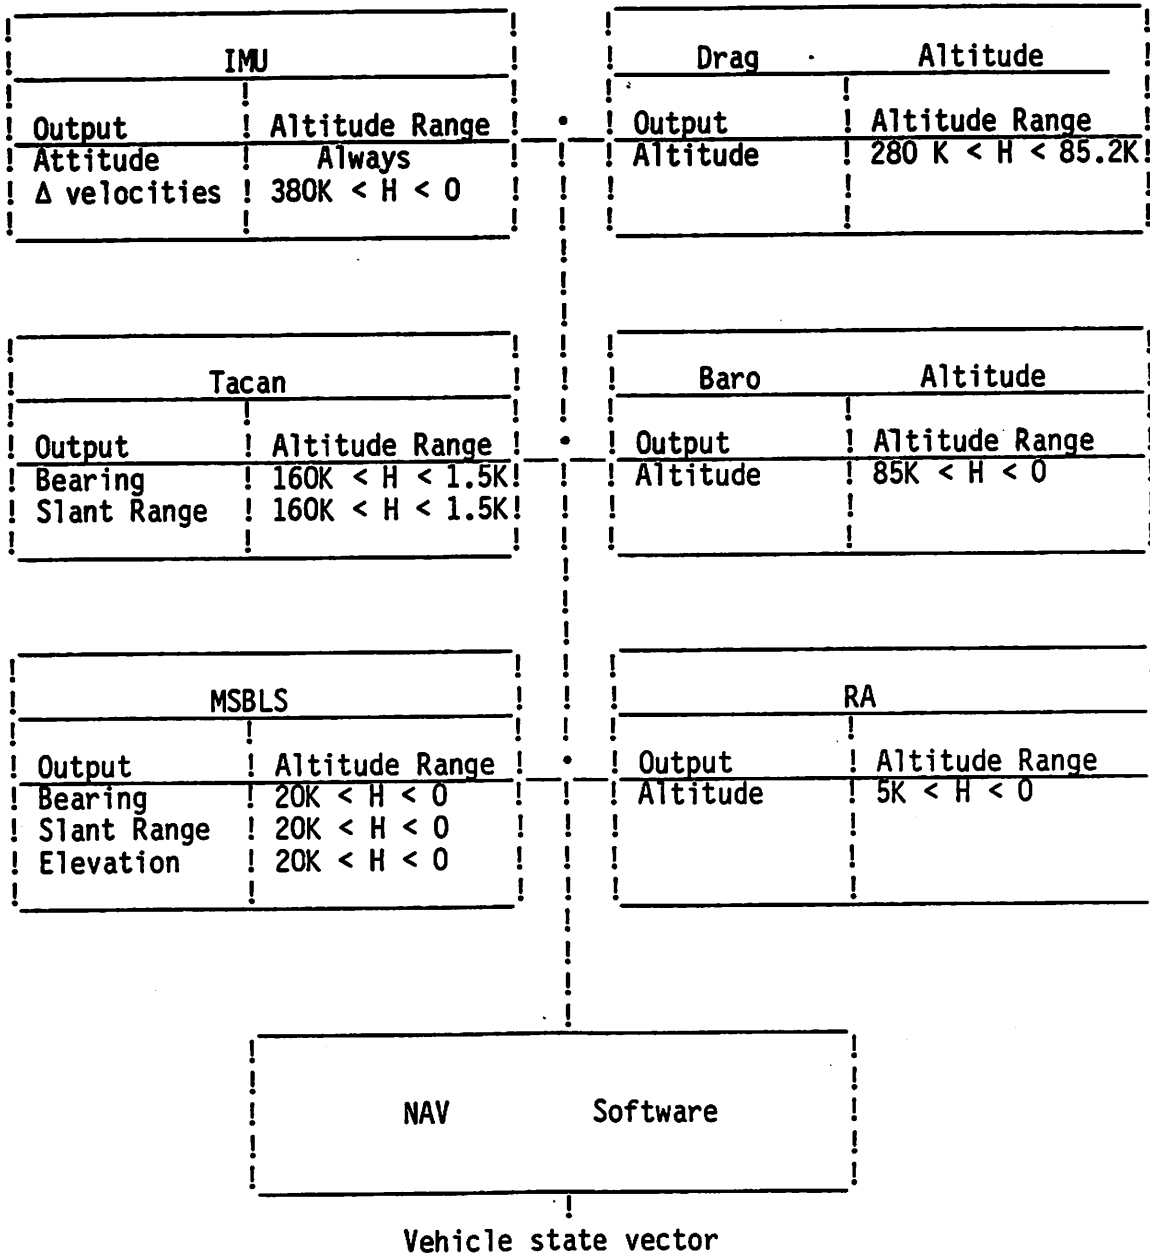 IMU
Output Altitude Range
Attitude Always
Δ velocities 380K < H < 0
Drag Altitude
Output Altitude Range
Altitude 280 K < H < 85.2K
Tacan
Output Altitude Range
Bearing 160K < H < 1.5K
Slant Range 160K < H < 1.5K
Baro Altitude
Output Altitude Range
Altitude 85K < H < 0
MSBLS
Output Altitude Range
Bearing 20K < H < 0
Slant Range 20K < H < 0
Elevation 20K < H < 0
RA
Output Altitude Range
Altitude 5K < H < 0
NAV Software
Vehicle state vector